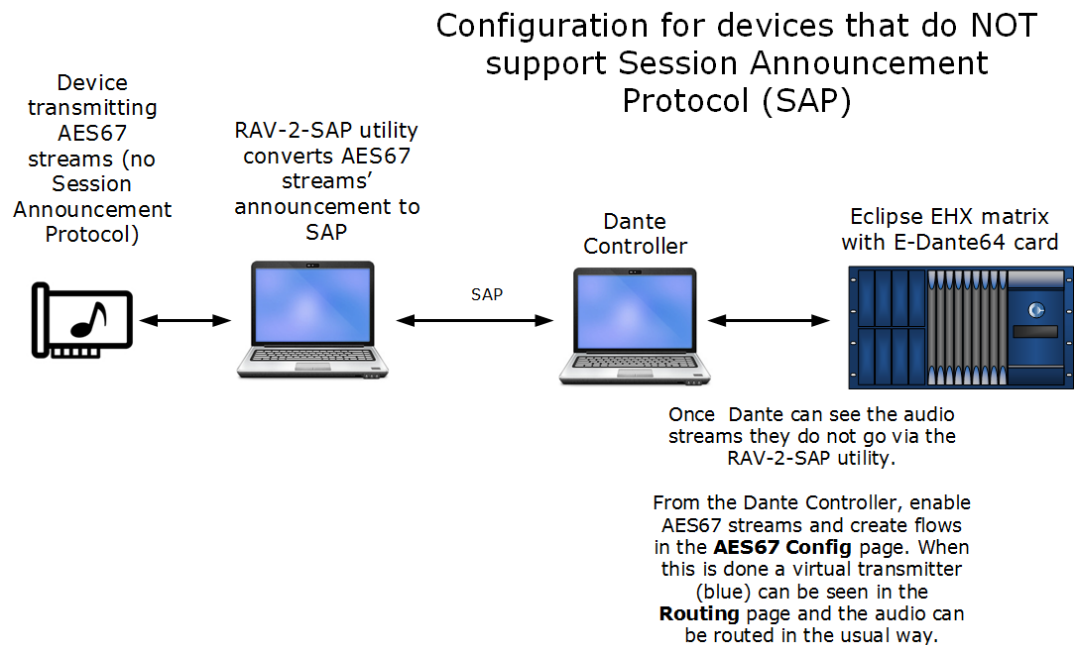 Configuration for devices that do NOT
support Session Announcement
Protocol (SAP)
Device
transmitting
AES67
streams (no
Session
Announcement
Protocol)
RAV-2-SAP utility
converts AES67
streams’
announcement to
SAP
SAP
Dante
Controller
Eclipse EHX matrix
with E-Dante64 card
Once  Dante can see the audio
streams they do not go via the
RAV-2-SAP utility.
From the Dante Controller, enable
AES67 streams and create flows
in the AES67 Config page. When
this is done a virtual transmitter
(blue) can be seen in the
Routing page and the audio can
be routed in the usual way.